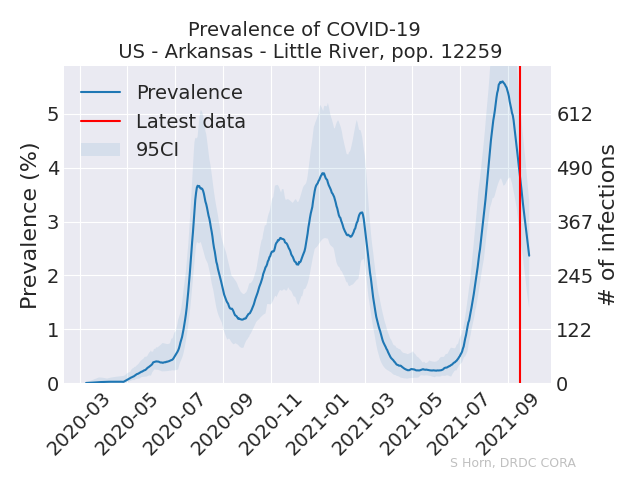 Prevalence of COVID-19
US - Arkansas - Little River, pop. 12259
Prevalence
Latest data
95CI
Prevalence (%)
5
4
3
2
1
0
612
490
367
245
122
0
# of infections
2020-03
2020-05
2020-07
2020-09
2020-11
2021-01
2021-03
2021-05
2021-07
2021-09
S Horn, DRDC CORA